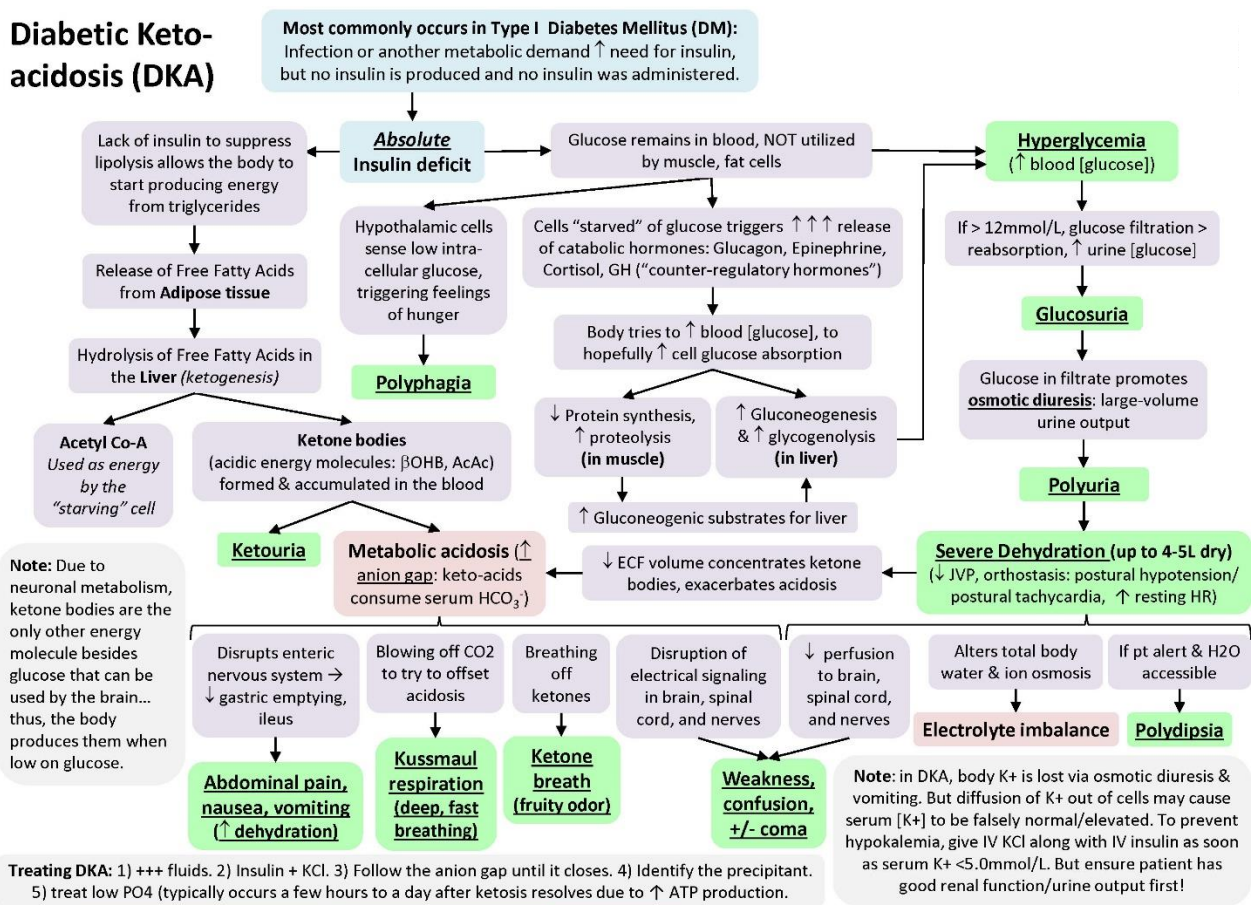 Diabetic Keto-
acidosis (DKA)
Most commonly occurs in Type I Diabetes Mellitus (DM):
Infection or another metabolic demand ↑ need for insulin,
but no insulin is produced and no insulin was administered.
Lack of insulin to suppress
lipolysis allows the body to
start producing energy
from triglycerides
Absolute
Insulin deficit
Glucose remains in blood, NOT utilized
by muscle, fat cells
Hyperglycemia
(↑ blood [glucose])
Hypothalamic cells
sense low intra-
cellular glucose,
triggering feelings
of hunger
Cells “starved” of glucose triggers ↑ ↑ ↑ release
of catabolic hormones: Glucagon, Epinephrine,
Cortisol, GH (“counter-regulatory hormones”)
If > 12mmol/L, glucose filtration >
reabsorption, ↑ urine [glucose]
Release of Free Fatty Acids
from Adipose tissue
Glucosuria
Body tries to ↑ blood [glucose], to
hopefully ↑ cell glucose absorption
Hydrolysis of Free Fatty Acids in
the Liver (ketogenesis)
Polyphagia
Glucose in filtrate promotes
osmotic diuresis: large-volume
urine output
↓ Protein synthesis,
↑ proteolysis
(in muscle)
↑ Gluconeogenesis
& ↑ glycogenolysis
(in liver)
Acetyl Co-A
Used as energy
by the
“starving” cell
Ketone bodies
(acidic energy molecules: βOHB, AcAc)
formed & accumulated in the blood
Polyuria
↑ Gluconeogenic substrates for liver
Ketouria
Metabolic acidosis (↑
anion gap: keto-acids
consume serum HCO3-)
↓ ECF volume concentrates ketone
bodies, exacerbates acidosis
Severe Dehydration (up to 4-5L dry)
(↓ JVP, orthostasis: postural hypotension/
postural tachycardia, ↑ resting HR)
Note: Due to
neuronal metabolism,
ketone bodies are the
only other energy
molecule besides
glucose that can be
used by the brain…
thus, the body
produces them when
low on glucose.
Disrupts enteric
nervous system →
↓ gastric emptying,
ileus
Blowing off CO2
to try to offset
acidosis
Breathing
off
ketones
Disruption of
electrical signaling
in brain, spinal
cord, and nerves
↓ perfusion
to brain,
spinal cord,
and nerves
Alters total body
water & ion osmosis
If pt alert & H2O
accessible
Electrolyte imbalance
Polydipsia
Abdominal pain,
nausea, vomiting
(↑ dehydration)
Kussmaul
respiration
(deep, fast
breathing)
Ketone
breath
(fruity odor)
Weakness,
confusion,
+/- coma
Note: in DKA, body K+ is lost via osmotic diuresis &
vomiting. But diffusion of K+ out of cells may cause
serum [K+] to be falsely normal/elevated. To prevent
hypokalemia, give IV KCl along with IV insulin as soon
as serum K+ <5.0mmol/L. But ensure patient has
good renal function/urine output first!
Treating DKA: 1) +++ fluids. 2) Insulin + KCl. 3) Follow the anion gap until it closes. 4) Identify the precipitant.
5) treat low PO4 (typically occurs a few hours to a day after ketosis resolves due to ↑ ATP production.